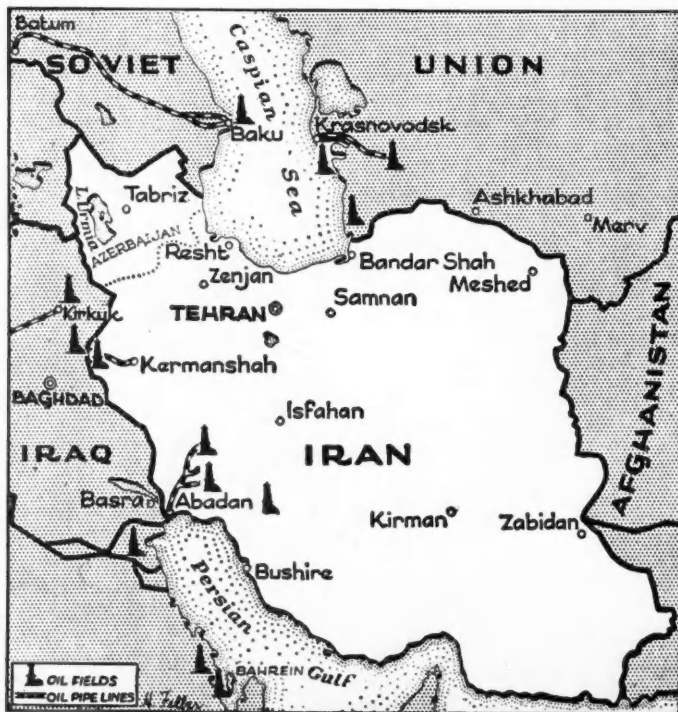 Batum
SOVIET
UNION
Caspian
Sea
Baku
Krasnovodsk
Tabriz
L. Urmia
AZERBAIJAN
Ashkhabad
Merv
Resht
Zenjan
Bandar Shah
Meshed
TEHRAN
Samnan
Kirkuk
Kermanshah
BAGHDAD
Isfahan
IRAN
IRAQ
AFGHANISTAN
Basra
Abadan
Kirman
Zabidan
Bushire
Persian
Gulf
BAHREIN
OIL FIELDS
OIL PIPE LINES